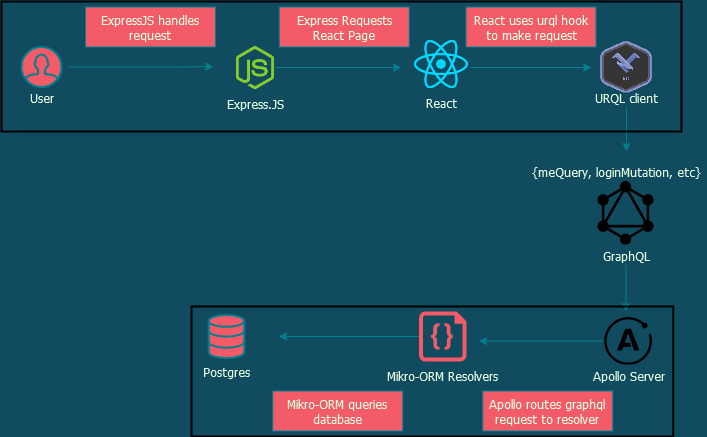 ExpressJS handles
request
Express Requests
React Page
React uses urql hook
to make request
JS
User
Express.JS
React
URQL client
{meQuery, loginMutation, etc}
GraphQL
{}
Postgres
Mikro-ORM Resolvers
Apollo Server
Mikro-ORM queries
database
Apollo routes graphql
request to resolver